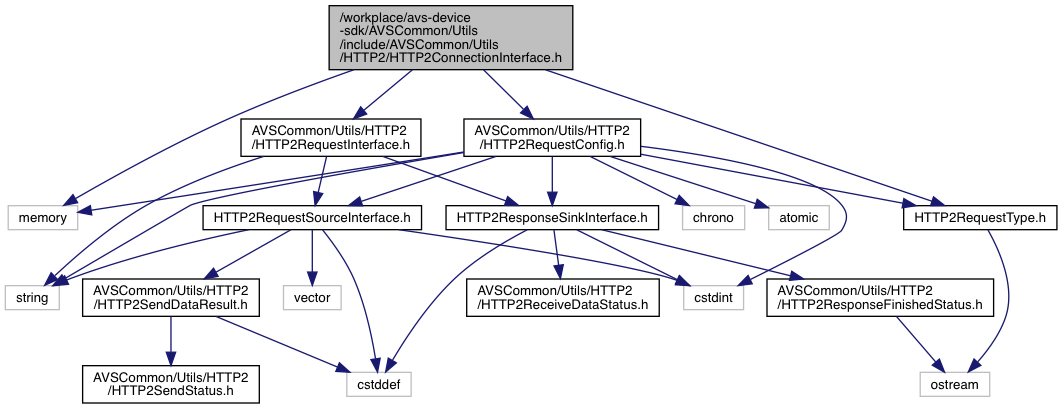 /workplace/avs-device
-sdk/AVSCommon/Utils
/include/AVSCommon/Utils
/HTTP2/HTTP2ConnectionInterface.h
AVSCommon/Utils/HTTP2
/HTTP2RequestInterface.h
AVSCommon/Utils/HTTP2
/HTTP2RequestConfig.h
memory
HTTP2RequestSourceInterface.h
HTTP2ResponseSinkInterface.h
chrono
atomic
HTTP2RequestType.h
string
AVSCommon/Utils/HTTP2
/HTTP2SendDataResult.h
vector
AVSCommon/Utils/HTTP2
/HTTP2ReceiveDataStatus.h
cstdint
AVSCommon/Utils/HTTP2
/HTTP2ResponseFinishedStatus.h
AVSCommon/Utils/HTTP2
/HTTP2SendStatus.h
cstddef
ostream